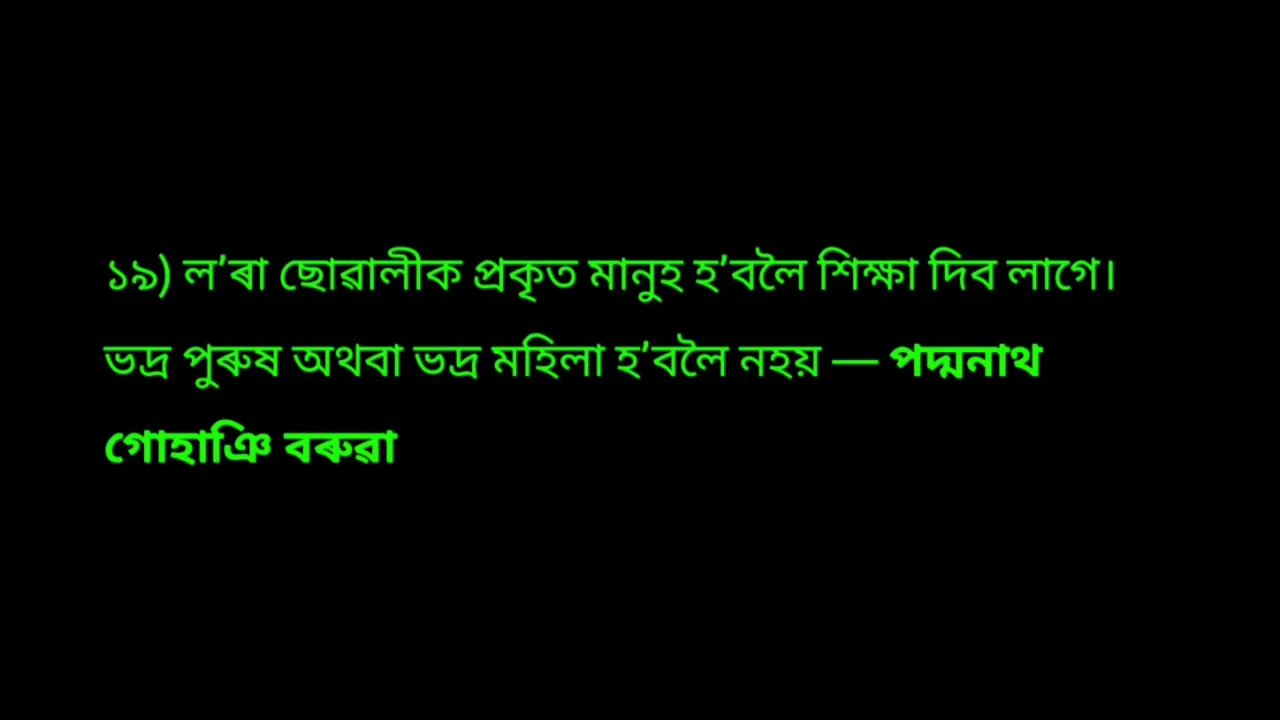 ১৯) ল’ৰা ছোৱালীক প্ৰকৃত মানুহ হ’বলৈ শিক্ষা দিব লাগে।
ভদ্ৰ পুৰুষ অথবা ভদ্ৰ মহিলা হ’বলৈ নহয় — পদ্মনাথ
গোহাঞি বৰুৱা